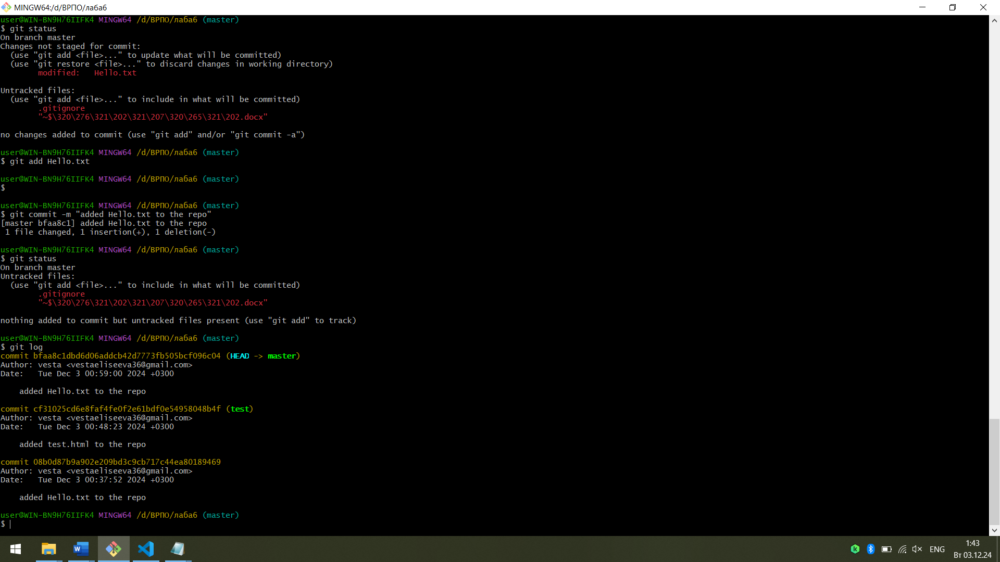 MINGW64:/d/ВРПО/лаба6
user@WIN-BN9H76IIFK4 MINGW64 /d/ВРПО/лаба6 (master)
$ git status
On branch master
Changes not staged for commit:
  (use "git add <file>..." to update what will be committed)
  (use "git restore <file>..." to discard changes in working directory)
        modified:   Hello.txt

Untracked files:
  (use "git add <file>..." to include in what will be committed)
        .gitignore
        "~$\320\276\321\202\321\207\320\265\321\202.docx"

no changes added to commit (use "git add" and/or "git commit -a")

user@WIN-BN9H76IIFK4 MINGW64 /d/ВРПО/лаба6 (master)
$ git add Hello.txt

user@WIN-BN9H76IIFK4 MINGW64 /d/ВРПО/лаба6 (master)
$

user@WIN-BN9H76IIFK4 MINGW64 /d/ВРПО/лаба6 (master)
$ git commit -m "added Hello.txt to the repo"
[master bfaa8c1] added Hello.txt to the repo
 1 file changed, 1 insertion(+), 1 deletion(-)

user@WIN-BN9H76IIFK4 MINGW64 /d/ВРПО/лаба6 (master)
$ git status
On branch master
Untracked files:
  (use "git add <file>..." to include in what will be committed)
        .gitignore
        "~$\320\276\321\202\321\207\320\265\321\202.docx"

nothing added to commit but untracked files present (use "git add" to track)

user@WIN-BN9H76IIFK4 MINGW64 /d/ВРПО/лаба6 (master)
$ git log
commit bfaa8c1dbd6d06addcb42d7773fb505bcf096c04 (HEAD -> master)
Author: vesta <vestaeliseeva36@gmail.com>
Date:   Tue Dec 3 00:59:00 2024 +0300

    added Hello.txt to the repo

commit cf31025cd6e8faf4fe0f2e61bdf0e54958048b4f (test)
Author: vesta <vestaeliseeva36@gmail.com>
Date:   Tue Dec 3 00:48:23 2024 +0300

    added test.html to the repo

commit 08b0d87b9a902e209bd3c9cb717c44ea80189469
Author: vesta <vestaeliseeva36@gmail.com>
Date:   Tue Dec 3 00:37:52 2024 +0300

    added Hello.txt to the repo

user@WIN-BN9H76IIFK4 MINGW64 /d/ВРПО/лаба6 (master)
$
ENG
1:43
Вт 03.12.24